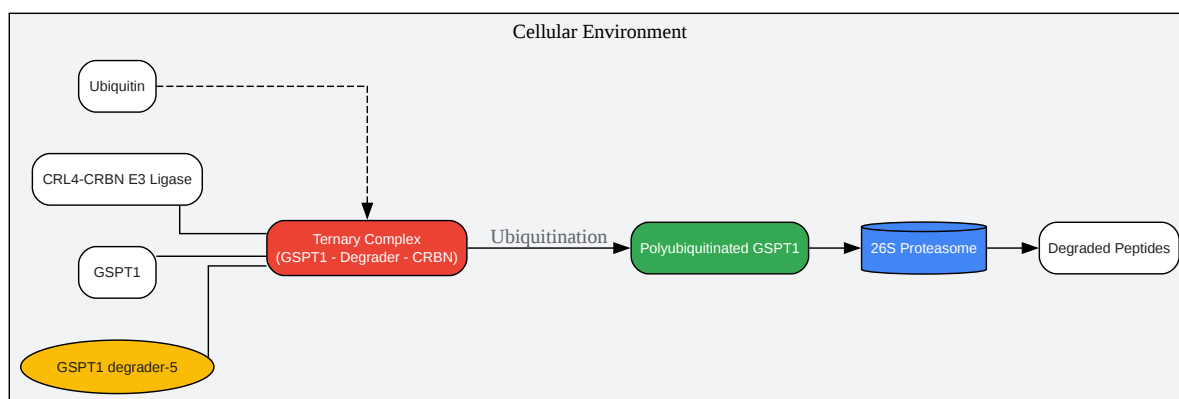 Cellular Environment
Ubiquitin
CRL4-CRBN E3 Ligase
GSPT1
GSPT1 degrader-5
Ternary Complex
(GSPT1 - Degrader - CRBN)
Ubiquitination
Polyubiquitinated GSPT1
26S Proteasome
Degraded Peptides